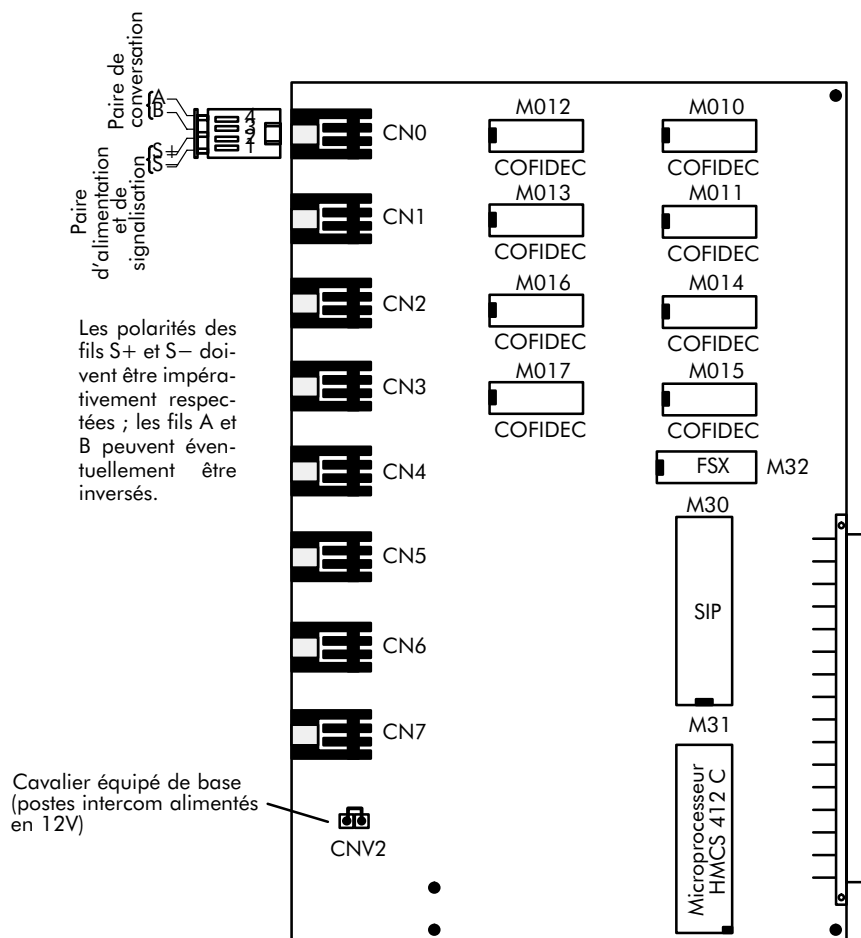 Paire de
conversation
A
B
S+
S−
4
3
2
1
Paire
d'alimentation
et de
signalisation
CN0
CN1
CN2
CN3
CN4
CN5
CN6
CN7
Les polarités des
fils S+ et S− doi-
vent être impéra-
tivement respec-
tées ; les fils A et
B peuvent éven-
tuellement être
inversés.
Cavalier équipé de base
(postes intercom alimentés
en 12V)
CNV2
M012
COFIDEC
M010
COFIDEC
M013
COFIDEC
M011
COFIDEC
M016
COFIDEC
M014
COFIDEC
M017
COFIDEC
M015
COFIDEC
FSX
M32
M30
SIP
M31
Microprocesseur
HMCS 412 C